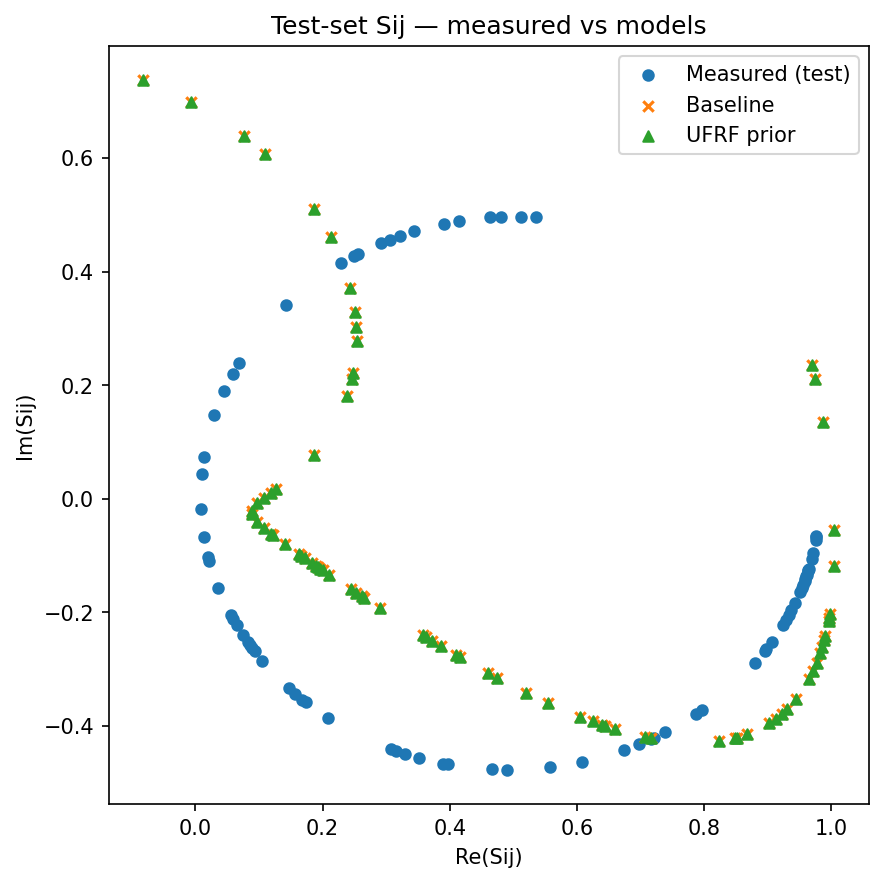 Test-set Sij — measured vs models
Measured (test)
Baseline
UFRF prior
Im(Sij)
0.6
0.4
0.2
0.0
−0.2
−0.4
0.0 0.2 0.4 0.6 0.8 1.0
Re(Sij)